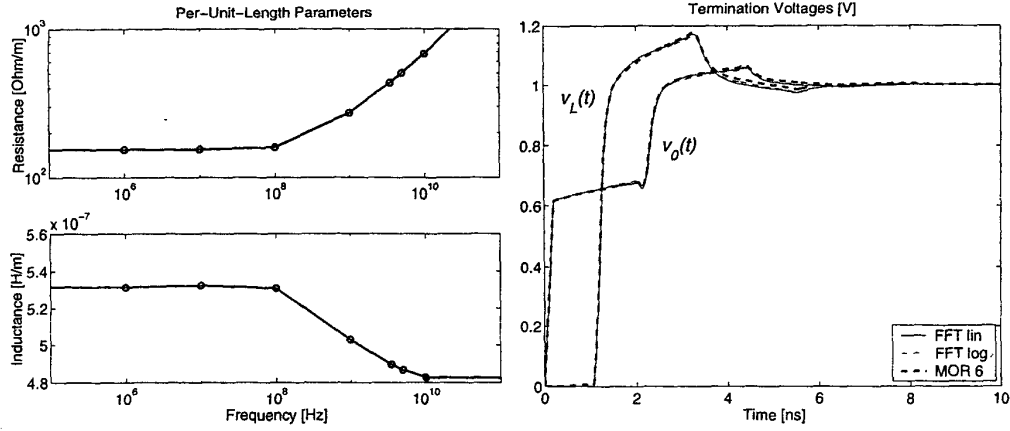 Per-Unit-Length Parameters
Resistance [Ohm/m]
10^3
10^2
10^6
10^8
10^10
x 10^-7
Inductance [H/m]
5.6
5.4
5.2
5
4.8
10^6
10^8
10^10
Frequency [Hz]
Termination Voltages [V]
1.2
1.0
0.8
0.6
0.4
0.2
0
v_L(t)
v_0(t)
FFT lin
FFT log
MOR 6
0
2
4
6
8
10
Time [ns]